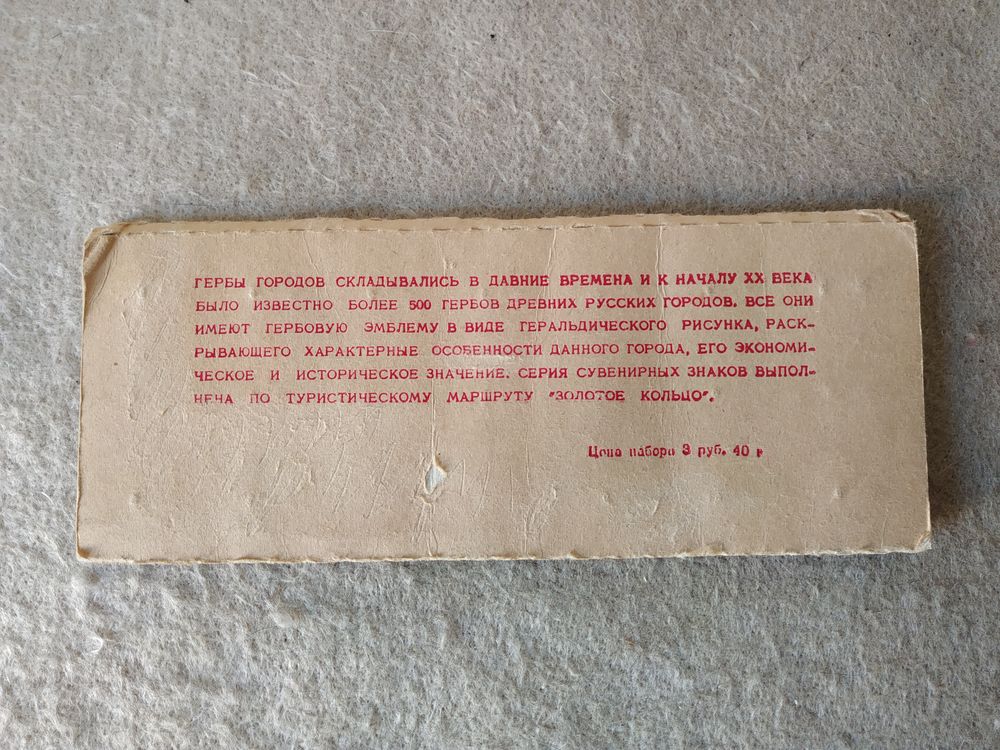 ГЕРБЫ ГОРОДОВ СКЛАДЫВАЛИСЬ В ДАВНИЕ ВРЕМЕНА И К НАЧАЛУ XX ВЕКА
БЫЛО ИЗВЕСТНО БОЛЕЕ 500 ГЕРБОВ ДРЕВНИХ РУССКИХ ГОРОДОВ. ВСЕ ОНИ
ИМЕЮТ ГЕРБОВУЮ ЭМБЛЕМУ В ВИДЕ ГЕРАЛЬДИЧЕСКОГО РИСУНКА, РАСК-
РЫВАЮЩЕГО ХАРАКТЕРНЫЕ ОСОБЕННОСТИ ДАННОГО ГОРОДА, ЕГО ЭКОНОМИ-
ЧЕСКОЕ И ИСТОРИЧЕСКОЕ ЗНАЧЕНИЕ. СЕРИЯ СУВЕНИРНЫХ ЗНАКОВ ВЫПОЛ-
НЕНА ПО ТУРИСТИЧЕСКОМУ МАРШРУТУ "ЗОЛОТОЕ КОЛЬЦО".
Цена набора 3 руб. 40 к